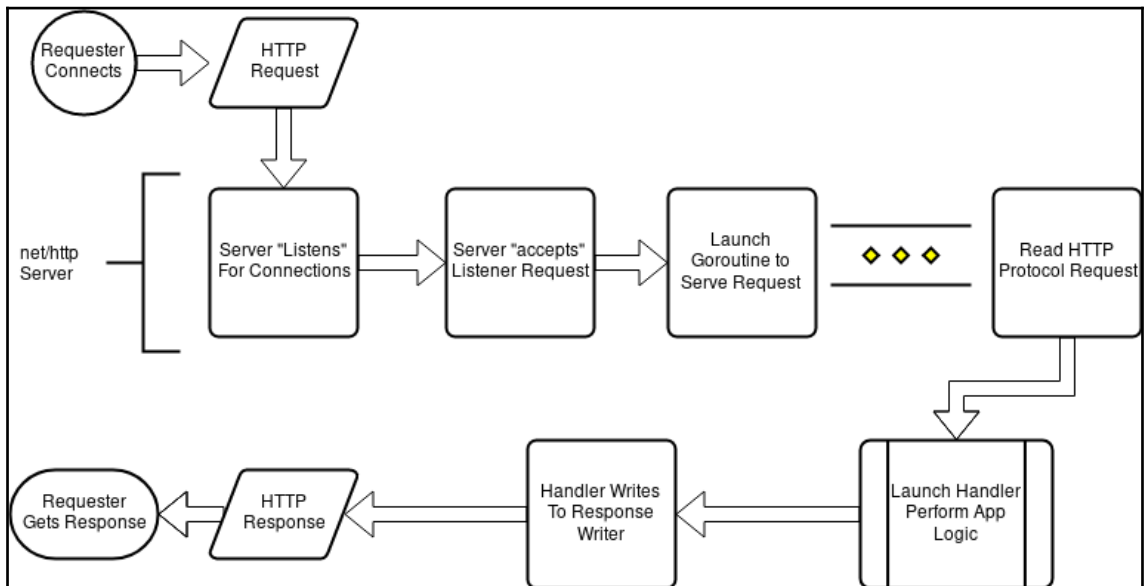 Requester
Connects
HTTP
Request
net/http
Server
Server "Listens"
For Connections
Server "accepts"
Listener Request
Launch
Goroutine to
Serve Request
Read HTTP
Protocol Request
Requester
Gets Response
HTTP
Response
Handler Writes
To Response
Writer
Launch Handler
Perform App
Logic